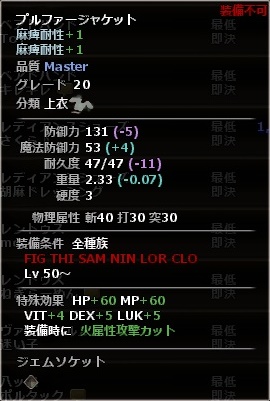 装備不可
プルファージャケット
麻痺耐性+1
麻痺耐性+1
品質 Master
グレード 20
分類 上衣
防御力 131 (-5)
魔法防御力 53 (+4)
耐久度 47/47 (-11)
重量 2.33 (-0.07)
硬度 3
物理属性 斬40 打30 突30
装備条件 全種族
FIG THI SAM NIN LOR CLO
Lv 50～
特殊効果 HP+60 MP+60
VIT+4 DEX+5 LUK+5
装備時に 火属性攻撃カット
ジェムソケット